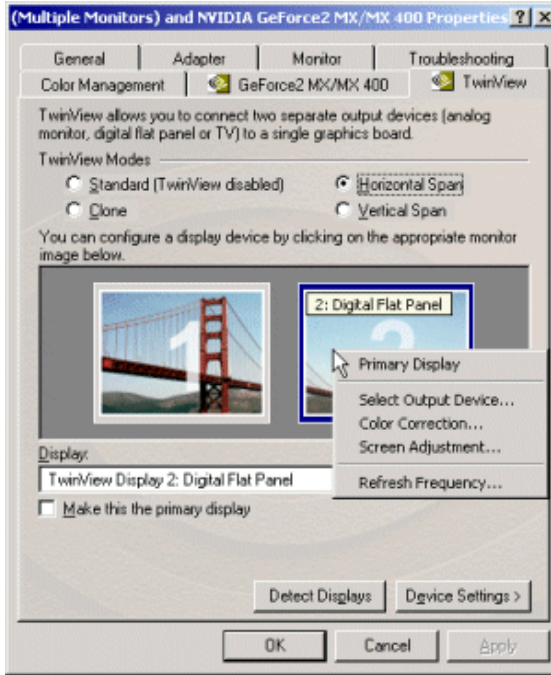 (Multiple Monitors) and NVIDIA GeForce2 MX/MX 400 Properties
General Adapter Monitor Troubleshooting
Color Management GeForce2 MX/MX 400 TwinView
TwinView allows you to connect two separate output devices (analog
monitor, digital flat panel or TV) to a single graphics board.
TwinView Modes
Standard (TwinView disabled) Horizontal Span
Clone Vertical Span
You can configure a display device by clicking on the appropriate monitor
image below.
1
2: Digital Flat Panel
2
Primary Display
Select Output Device...
Color Correction...
Screen Adjustment...
Refresh Frequency...
Display:
TwinView Display 2: Digital Flat Panel
Make this the primary display
Detect Displays Device Settings >
OK Cancel Apply